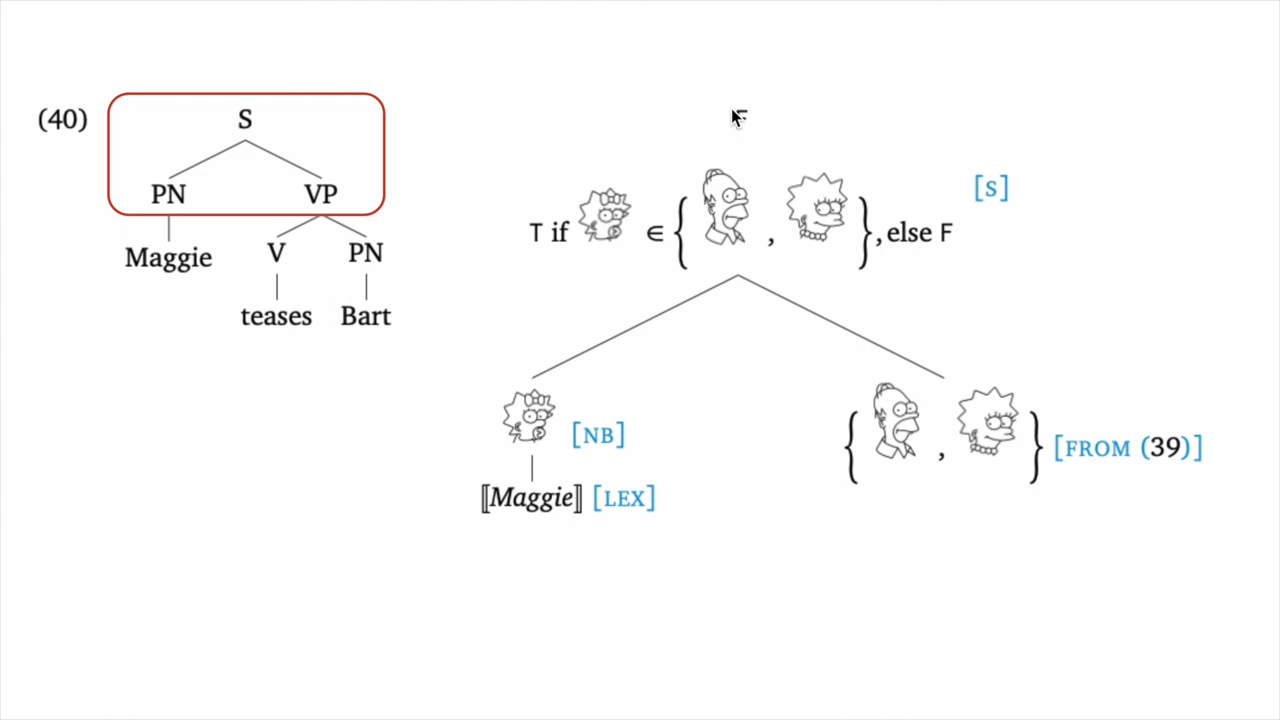 (40)
S
PN VP
Maggie V PN
teases Bart
T if ∈ { , }, else F [S]
[NB]
⟦Maggie⟧ [LEX]
{ , } [FROM (39)]